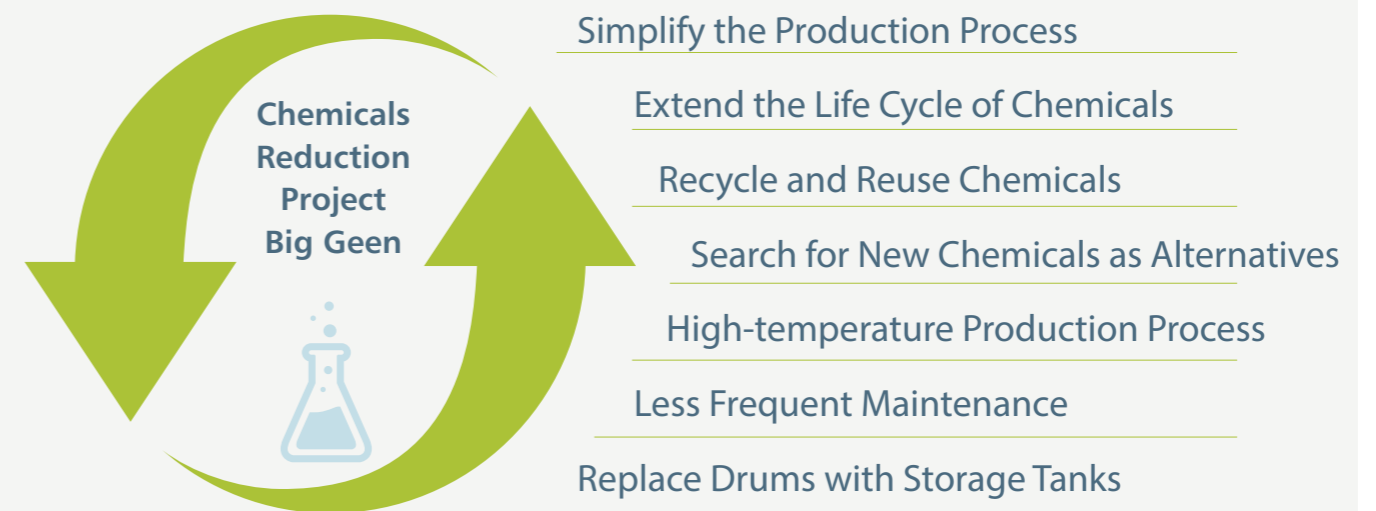 Chemicals
Reduction
Project
Big Geen
Simplify the Production Process
Extend the Life Cycle of Chemicals
Recycle and Reuse Chemicals
Search for New Chemicals as Alternatives
High-temperature Production Process
Less Frequent Maintenance
Replace Drums with Storage Tanks